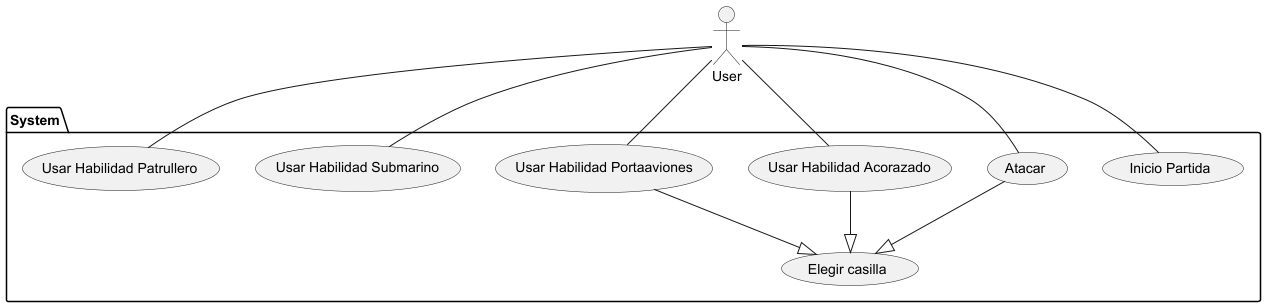 User
System
Usar Habilidad Patrullero
Usar Habilidad Submarino
Usar Habilidad Portaaviones
Usar Habilidad Acorazado
Atacar
Inicio Partida
Elegir casilla